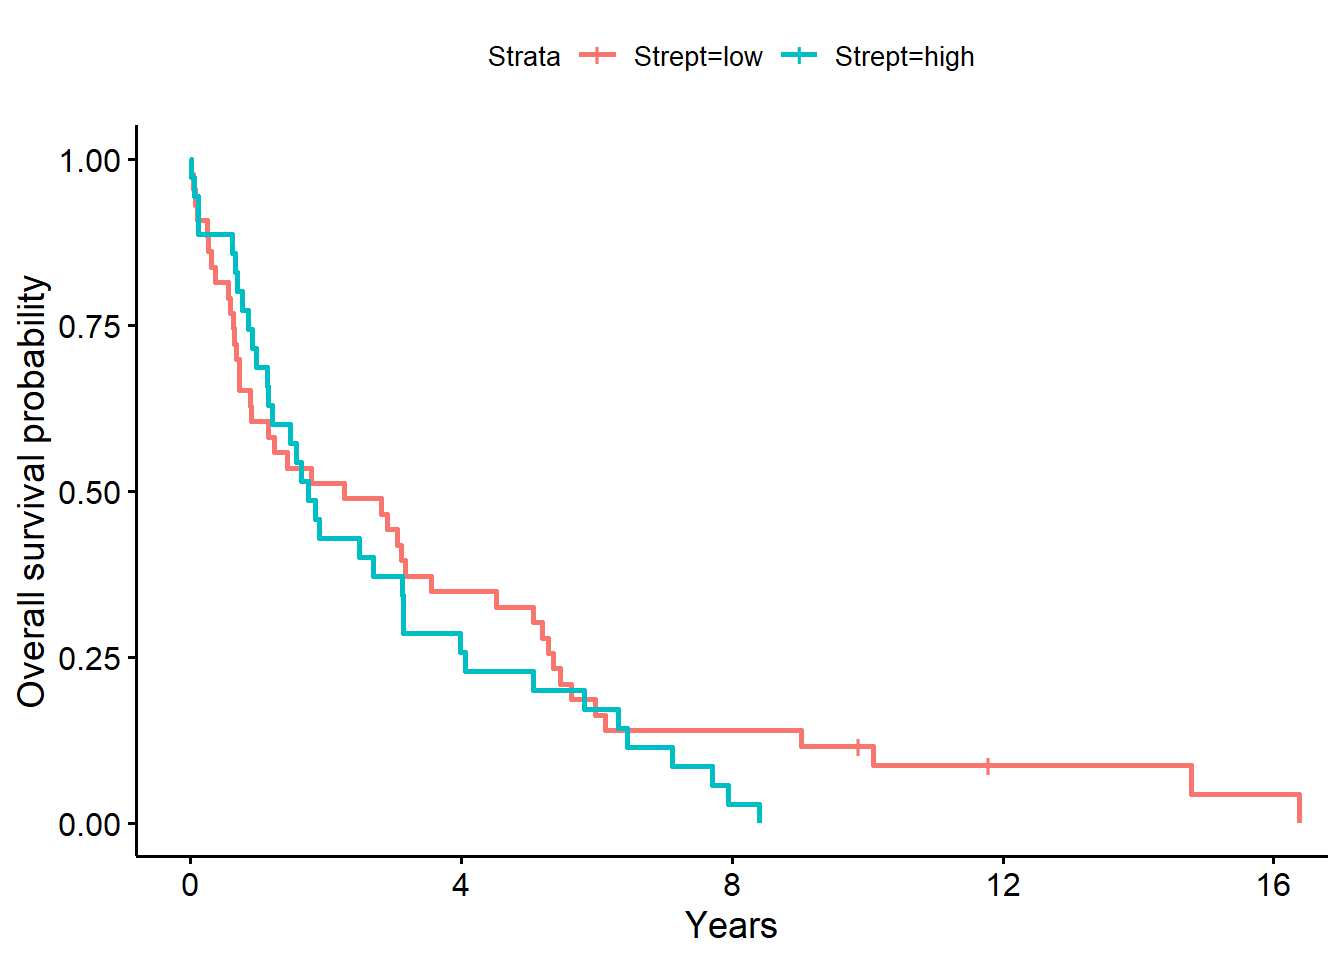 Strata Strept=low Strept=high
Overall survival probability
1.00
0.75
0.50
0.25
0.00
0 4 8 12 16
Years